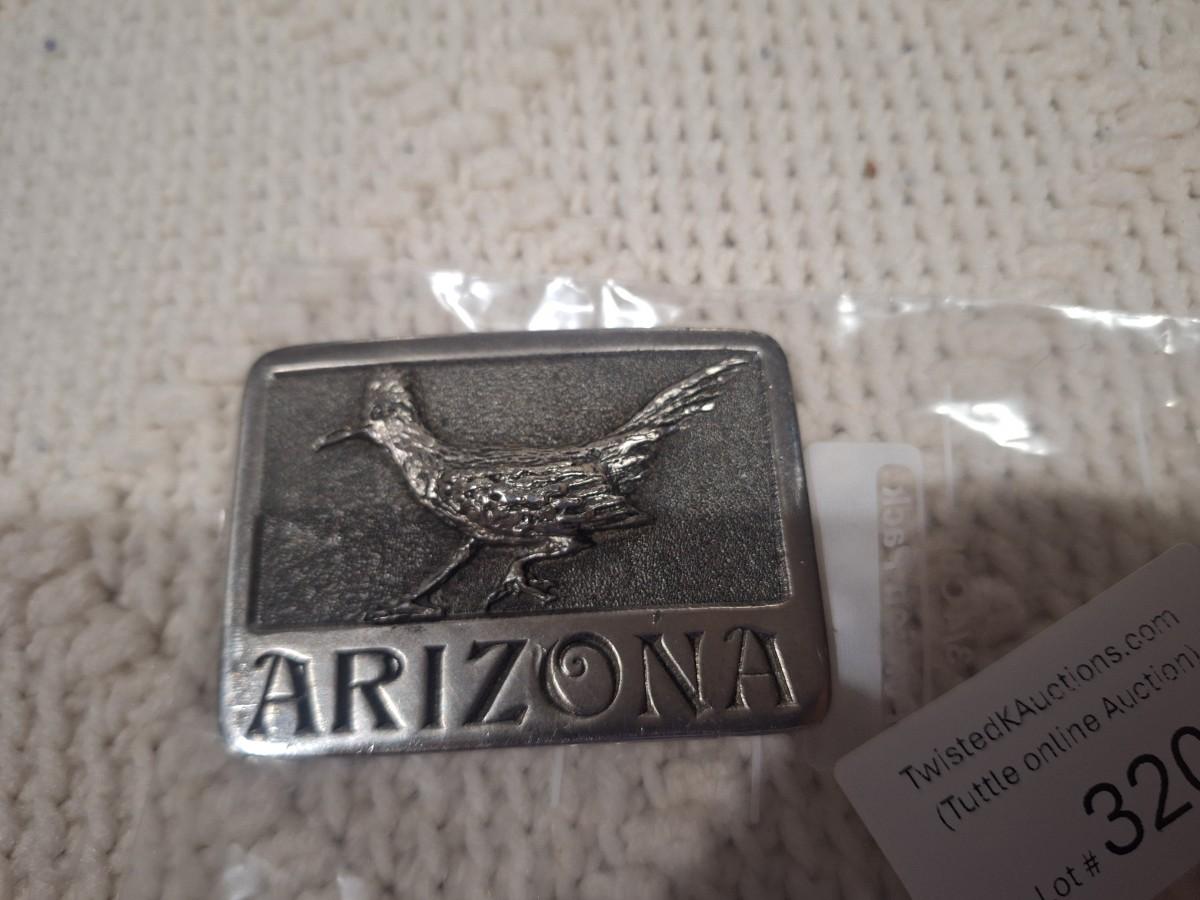 ARIZONA
TwistedKAuctions.com
(Tuttle online Auction)
Lot # 320